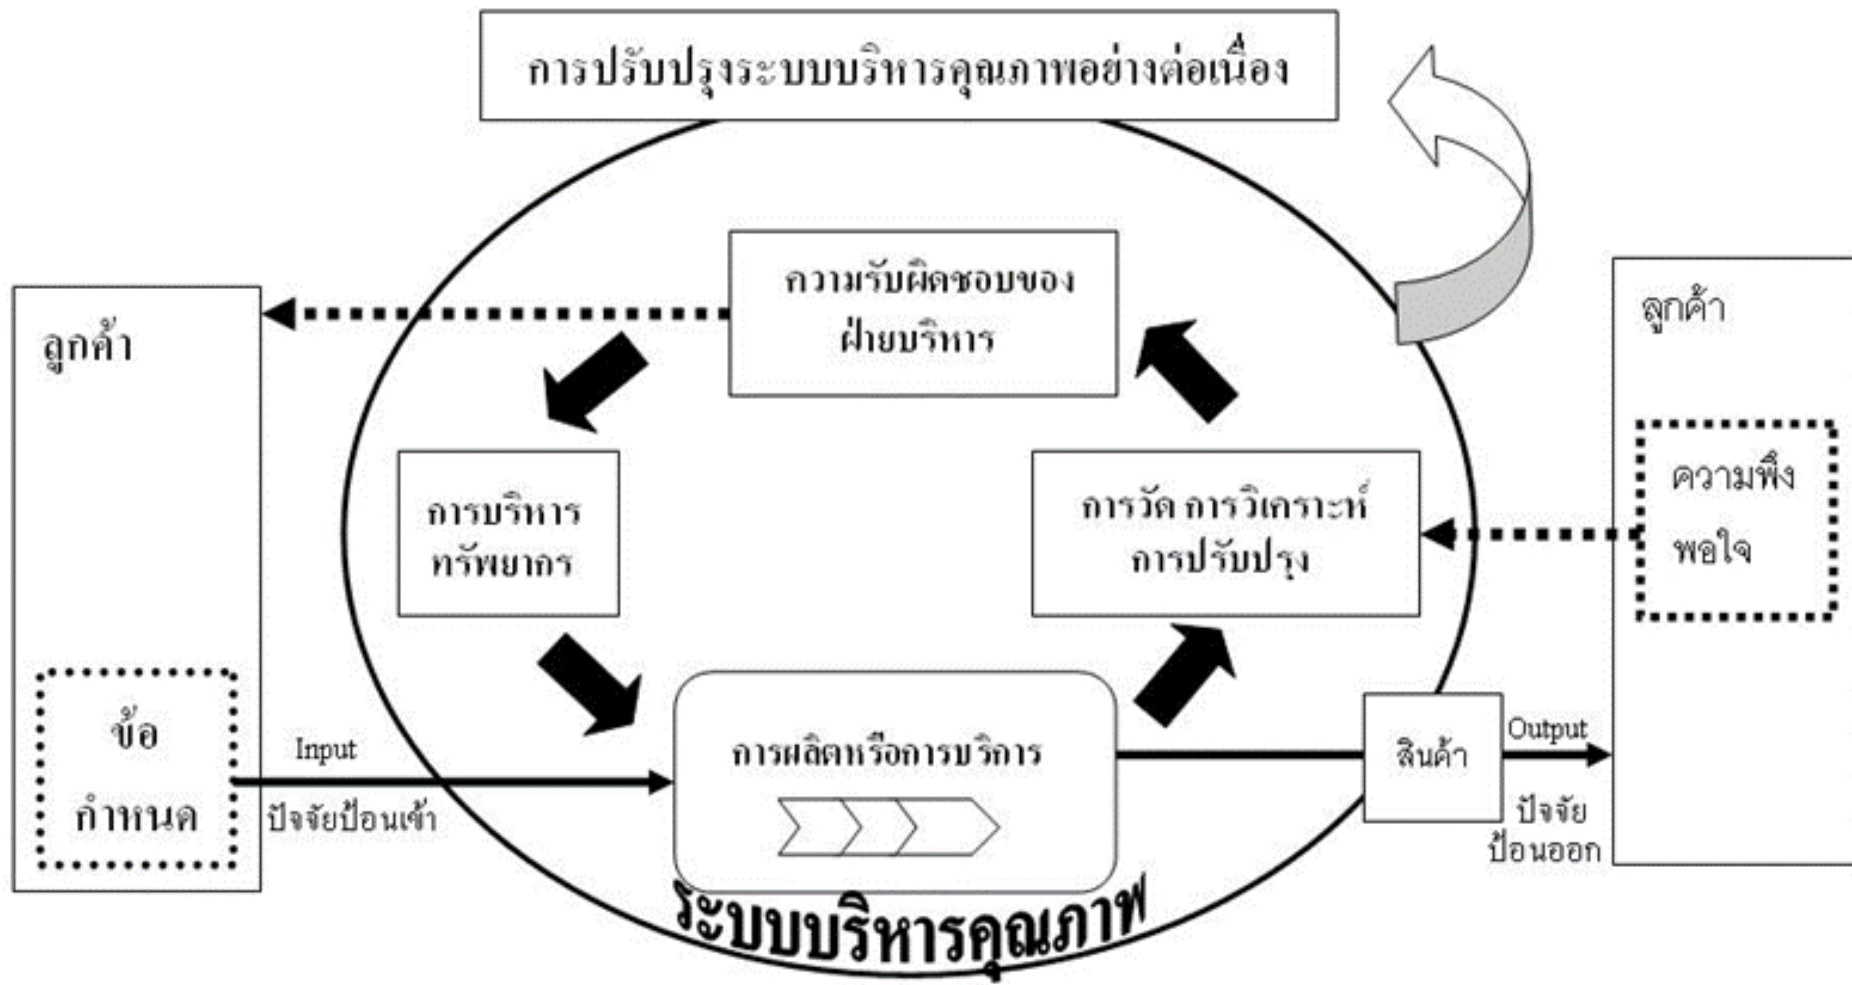 การปรับปรุงระบบบริหารคุณภาพอย่างต่อเนื่อง
ความรับผิดชอบของ
ฝ่ายบริหาร
ลูกค้า
ลูกค้า
การบริหาร
ทรัพยากร
การวัด การวิเคราะห์
การปรับปรุง
ความพึง
พอใจ
ข้อ
กำหนด
Input
ปัจจัยป้อนเข้า
การผลิตหรือการบริการ
สินค้า
Output
ปัจจัย
ป้อนออก
ระบบบริหารคุณภาพ